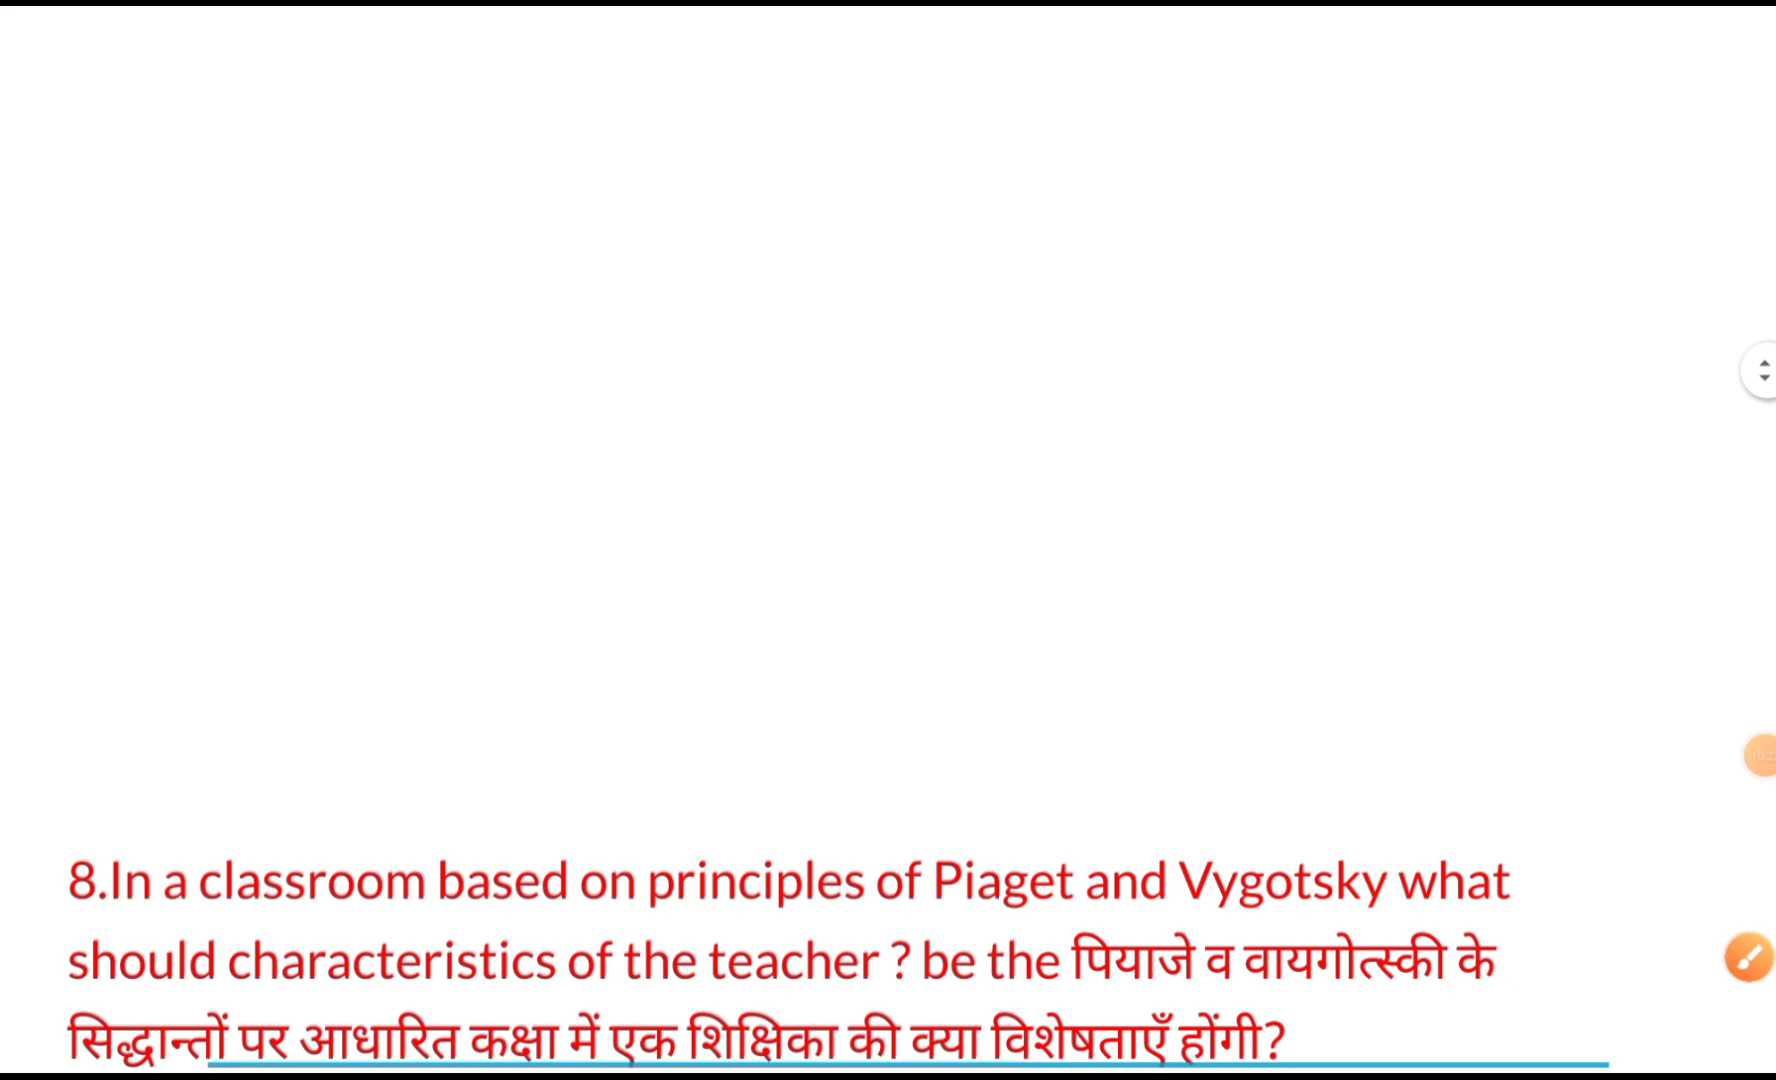 8.In a classroom based on principles of Piaget and Vygotsky what
should characteristics of the teacher ? be the पियाजे व वायगोत्स्की के
सिद्धान्तों पर आधारित कक्षा में एक शिक्षिका की क्या विशेषताएँ होंगी?